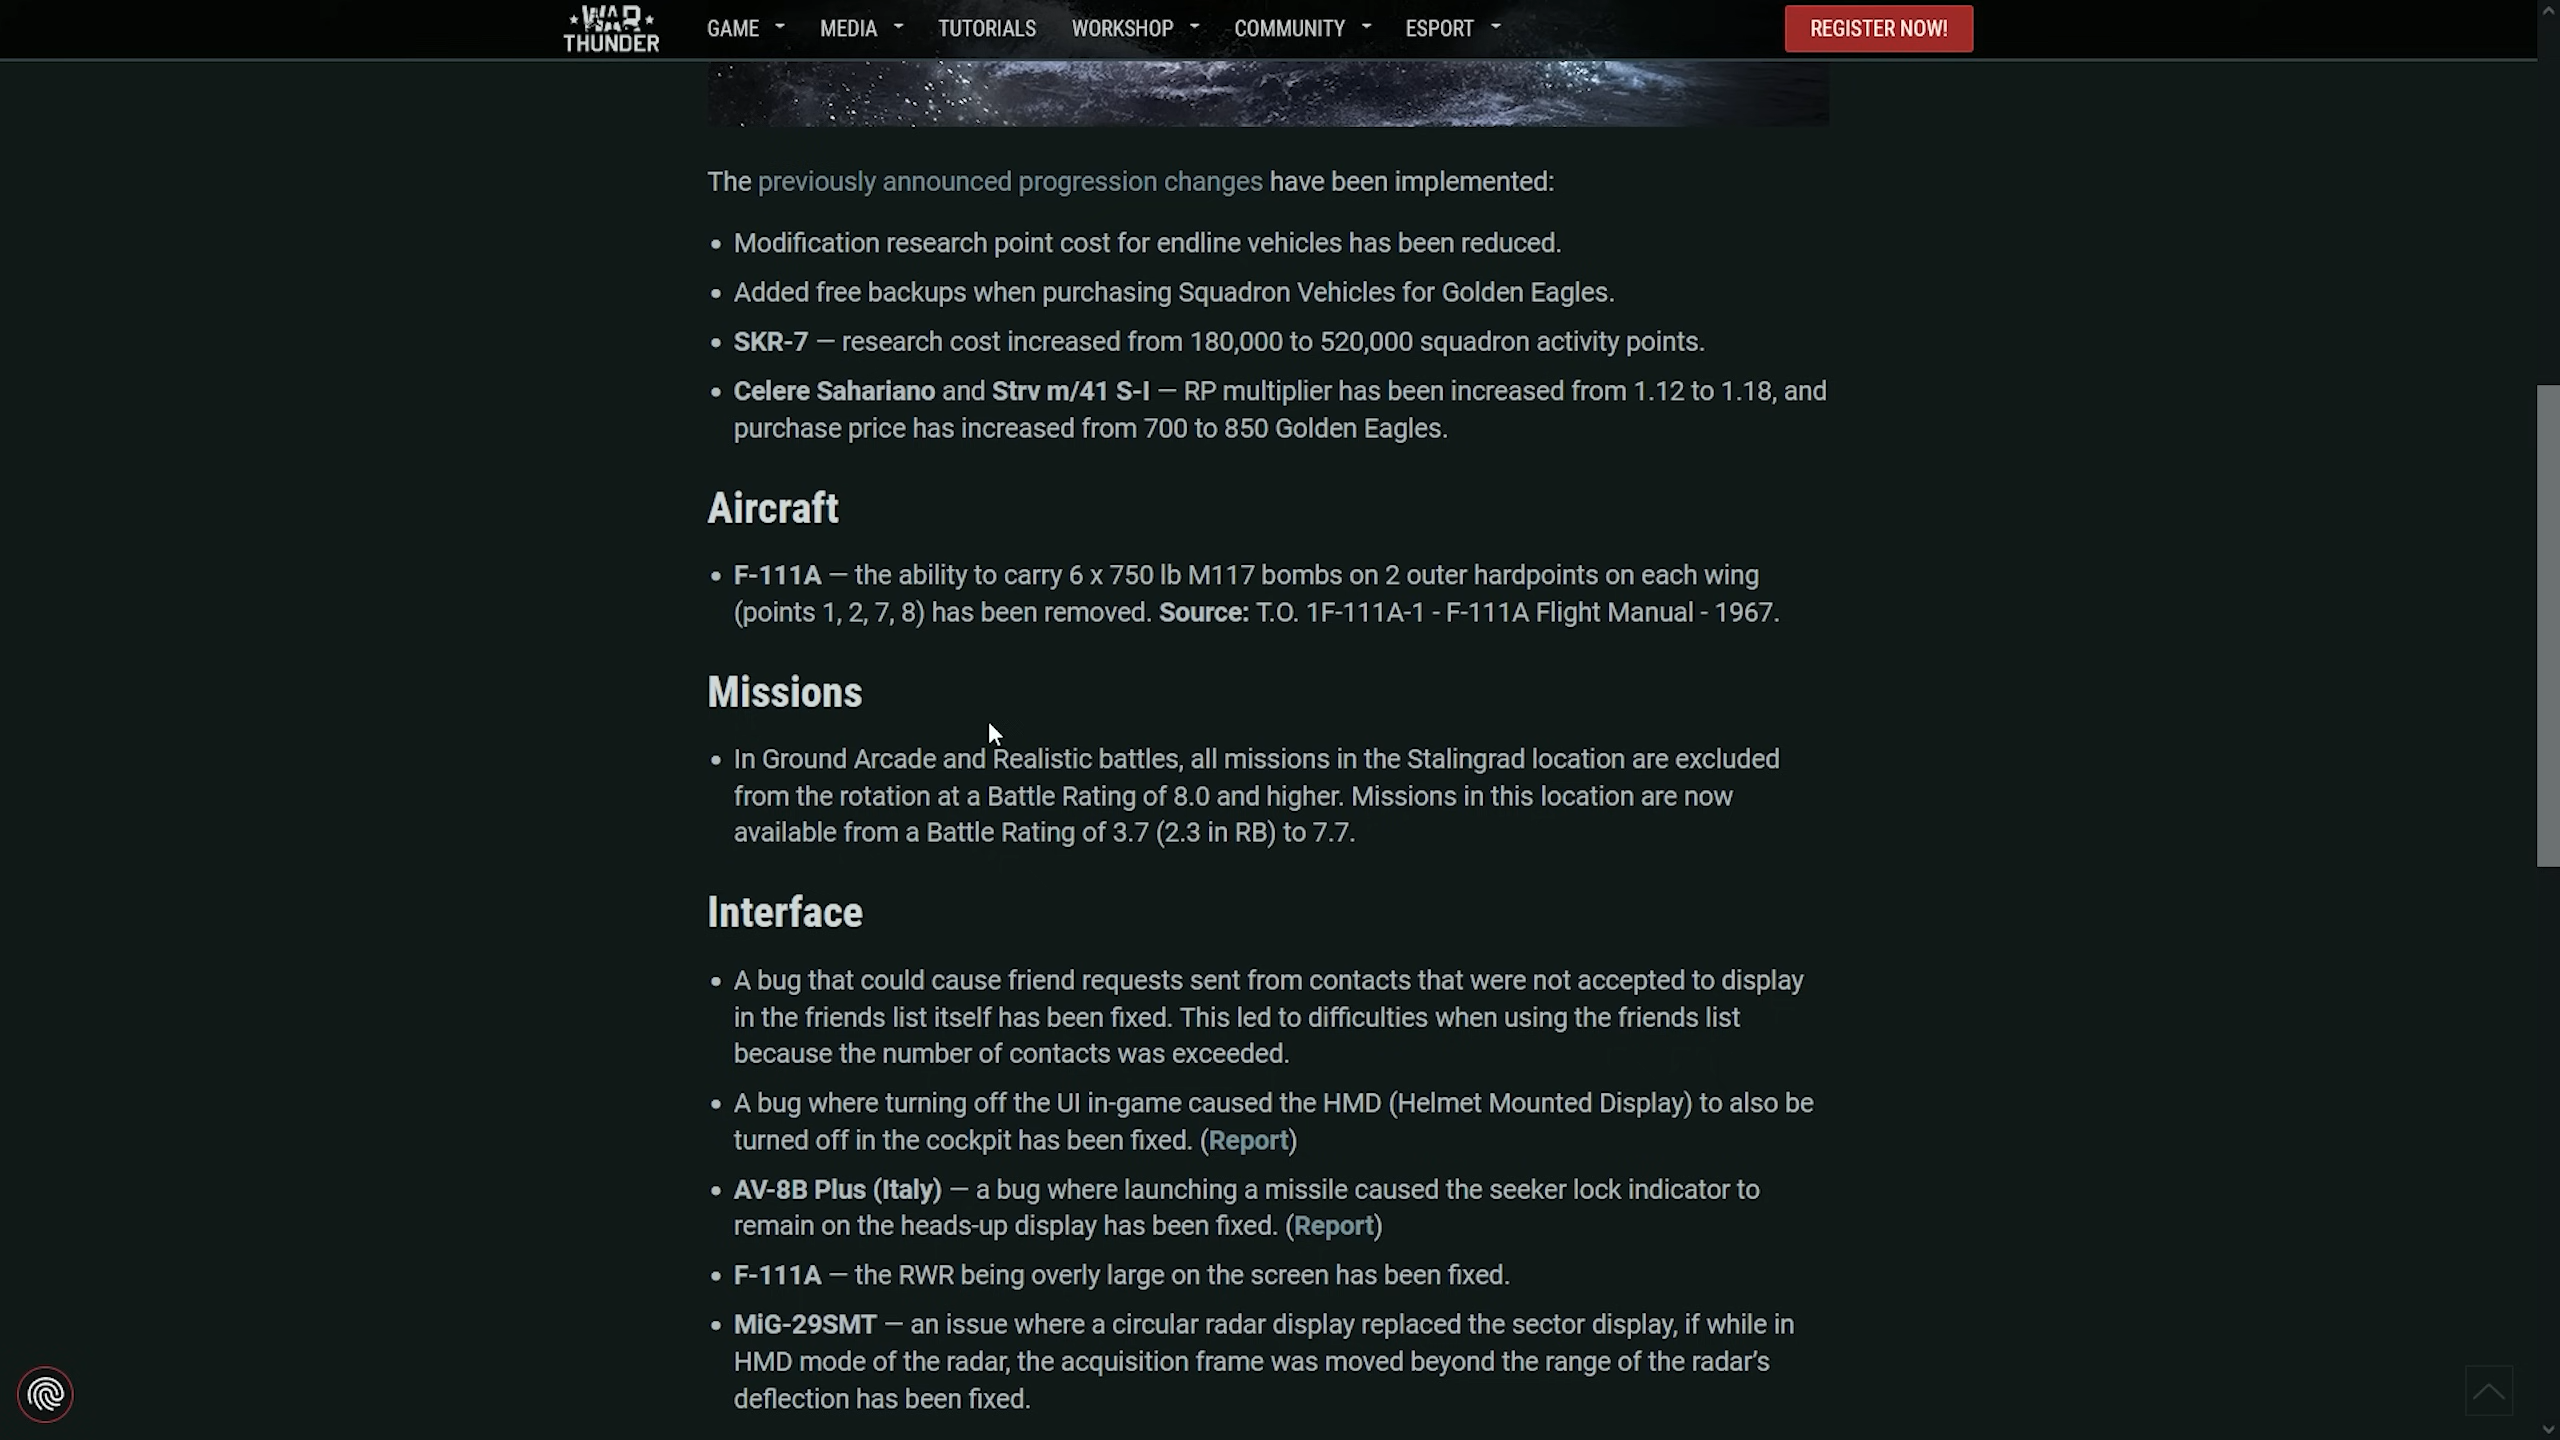 WAR
THUNDER
GAME
MEDIA
TUTORIALS
WORKSHOP
COMMUNITY
ESPORT
REGISTER NOW!
The previously announced progression changes have been implemented:
• Modification research point cost for endline vehicles has been reduced.
• Added free backups when purchasing Squadron Vehicles for Golden Eagles.
• SKR-7 — research cost increased from 180,000 to 520,000 squadron activity points.
• Celere Sahariano and Strv m/41 S-I — RP multiplier has been increased from 1.12 to 1.18, and
purchase price has increased from 700 to 850 Golden Eagles.
Aircraft
• F-111A — the ability to carry 6 x 750 lb M117 bombs on 2 outer hardpoints on each wing
(points 1, 2, 7, 8) has been removed. Source: T.O. 1F-111A-1 - F-111A Flight Manual - 1967.
Missions
• In Ground Arcade and Realistic battles, all missions in the Stalingrad location are excluded
from the rotation at a Battle Rating of 8.0 and higher. Missions in this location are now
available from a Battle Rating of 3.7 (2.3 in RB) to 7.7.
Interface
• A bug that could cause friend requests sent from contacts that were not accepted to display
in the friends list itself has been fixed. This led to difficulties when using the friends list
because the number of contacts was exceeded.
• A bug where turning off the UI in-game caused the HMD (Helmet Mounted Display) to also be
turned off in the cockpit has been fixed. (Report)
• AV-8B Plus (Italy) — a bug where launching a missile caused the seeker lock indicator to
remain on the heads-up display has been fixed. (Report)
• F-111A — the RWR being overly large on the screen has been fixed.
• MiG-29SMT — an issue where a circular radar display replaced the sector display, if while in
HMD mode of the radar, the acquisition frame was moved beyond the range of the radar’s
deflection has been fixed.